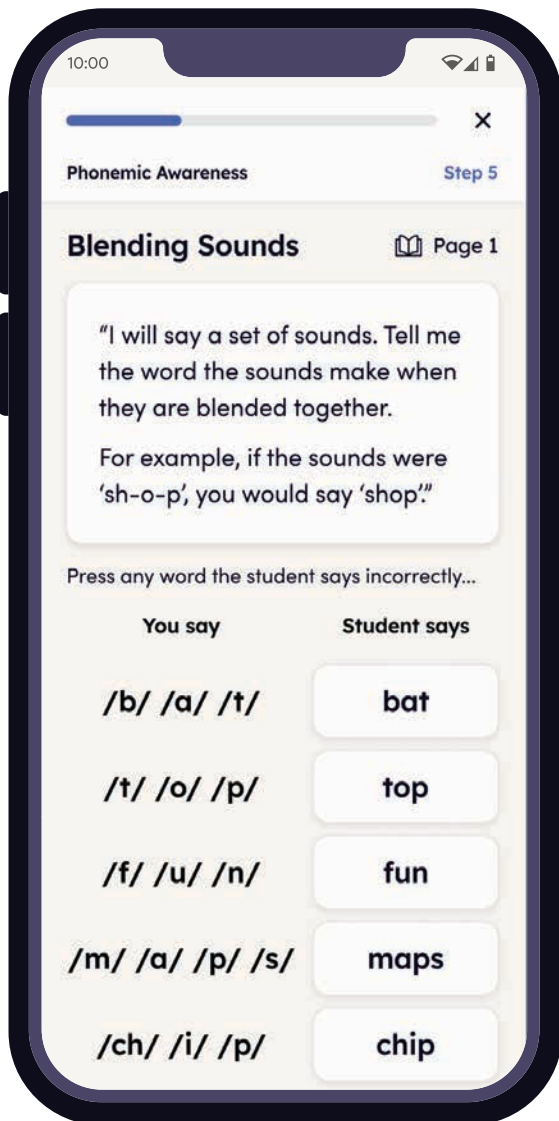 10:00
Phonemic Awareness Step 5
Blending Sounds Page 1
“I will say a set of sounds. Tell me
the word the sounds make when
they are blended together.
For example, if the sounds were
‘sh-o-p’, you would say ‘shop’.”
Press any word the student says incorrectly...
You say Student says
/b/ /a/ /t/ bat
/t/ /o/ /p/ top
/f/ /u/ /n/ fun
/m/ /a/ /p/ /s/ maps
/ch/ /i/ /p/ chip